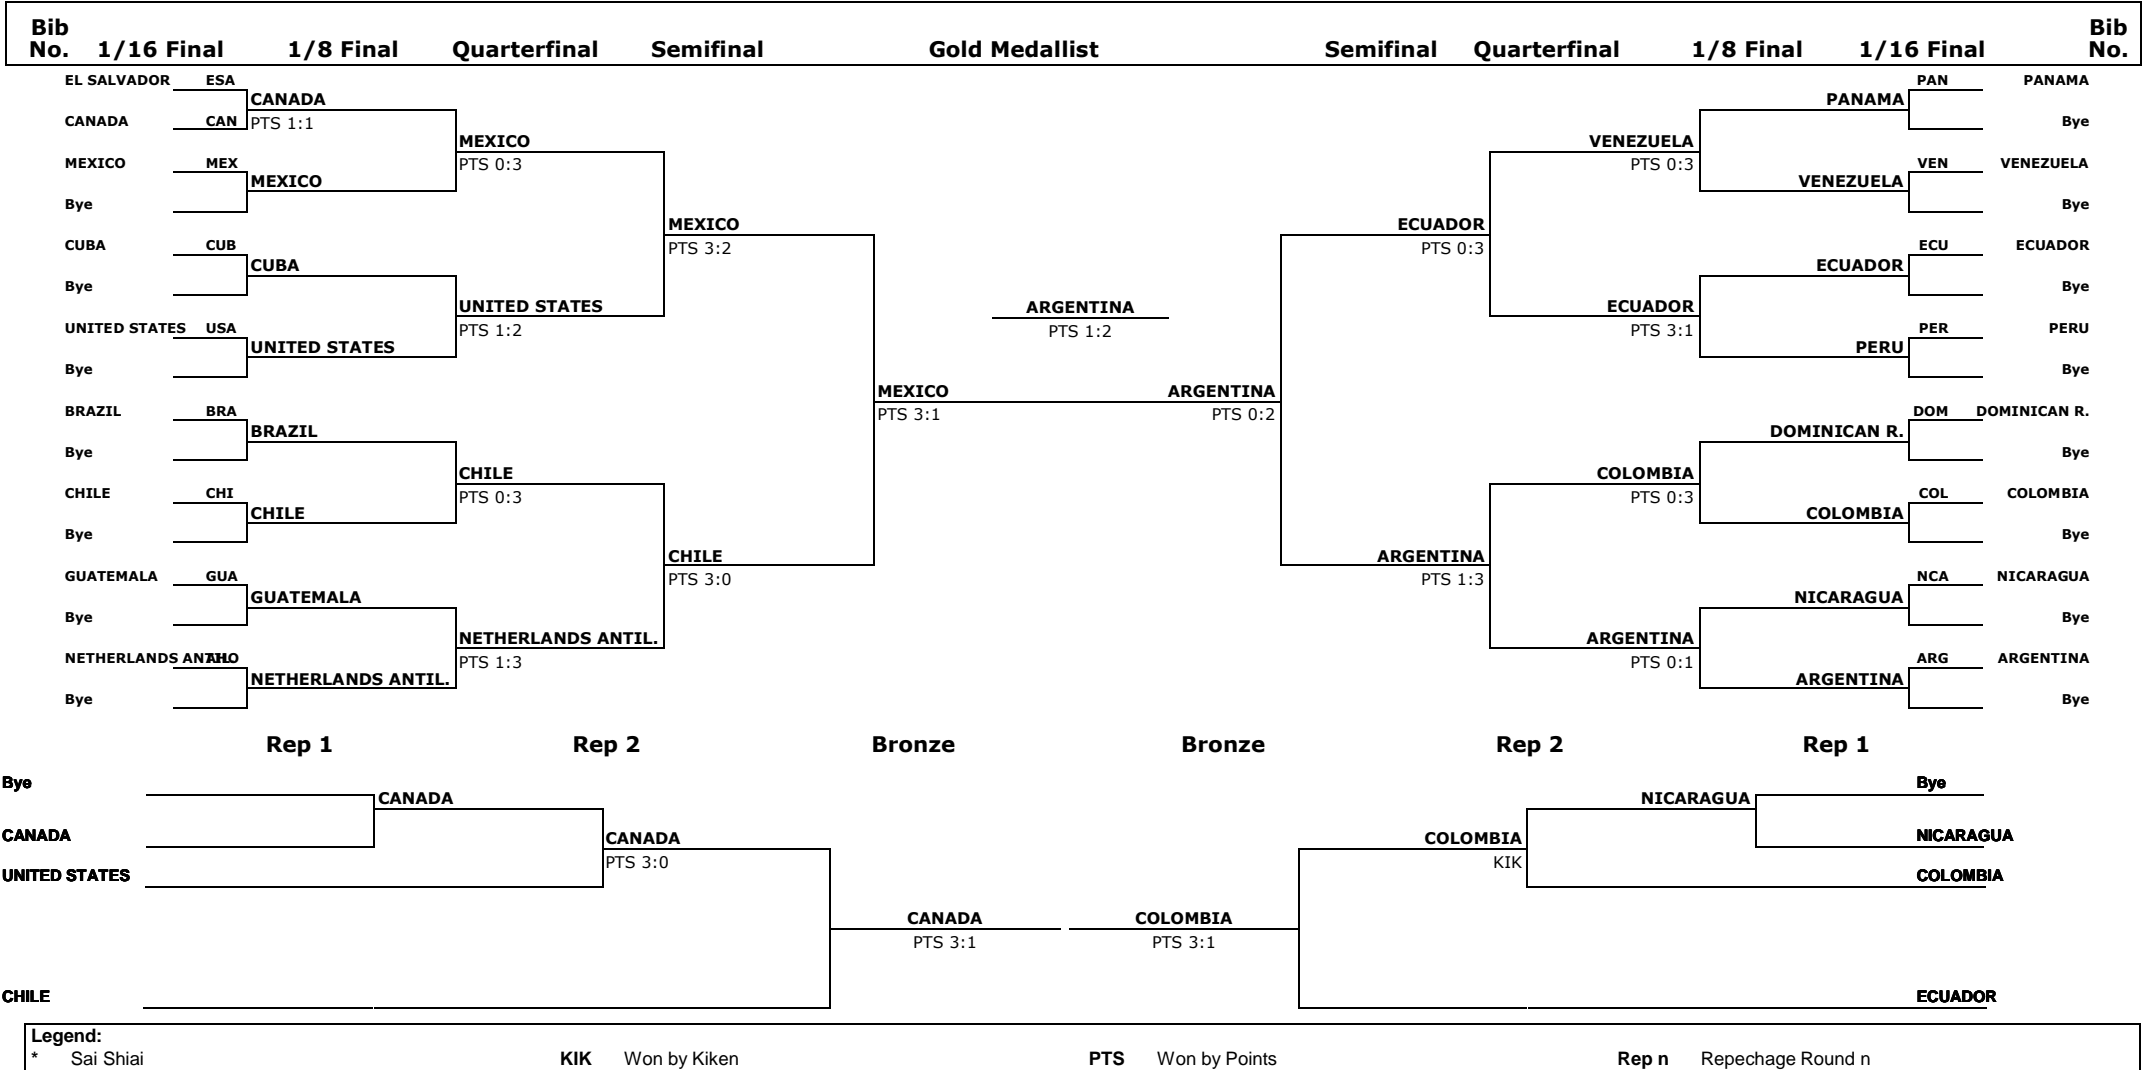 Bib Bib
No. 1/16 Final 1/8 Final Quarterfinal Semifinal Gold Medallist Semifinal Quarterfinal 1/8 Final 1/16 Final No.
EL SALVADOR ESA PAN PANAMA
CANADA PANAMA
CANADA CAN PTS 1:1 Bye
MEXICO VENEZUELA
MEXICO MEX PTS 0:3 PTS 0:3 VEN VENEZUELA
MEXICO VENEZUELA
Bye Bye
MEXICO ECUADOR
CUBA CUB PTS 3:2 PTS 0:3 ECU ECUADOR
CUBA ECUADOR
Bye Bye
UNITED STATES ARGENTINA ECUADOR
UNITED STATES USA PTS 1:2 PTS 1:2 PTS 3:1 PER PERU
UNITED STATES PERU
Bye Bye
MEXICO ARGENTINA
BRAZIL BRA PTS 3:1 PTS 0:2 DOM DOMINICAN R.
BRAZIL DOMINICAN R.
Bye Bye
CHILE COLOMBIA
CHILE CHI PTS 0:3 PTS 0:3 COL COLOMBIA
CHILE COLOMBIA
Bye Bye
CHILE ARGENTINA
GUATEMALA GUA PTS 3:0 PTS 1:3 NCA NICARAGUA
GUATEMALA NICARAGUA
Bye Bye
NETHERLANDS ANTIL. ARGENTINA
NETHERLANDS ANTIL. AHO PTS 1:3 PTS 0:1 ARG ARGENTINA
NETHERLANDS ANTIL. ARGENTINA
Bye Bye
Rep 1 Rep 2 Bronze Bronze Rep 2 Rep 1
Bye Bye
CANADA NICARAGUA
CANADA CANADA COLOMBIA NICARAGUA
PTS 3:0 KIK
UNITED STATES COLOMBIA
CANADA COLOMBIA
PTS 3:1 PTS 3:1
CHILE ECUADOR
Legend:
* Sai Shiai KIK Won by Kiken PTS Won by Points Rep n Repechage Round n